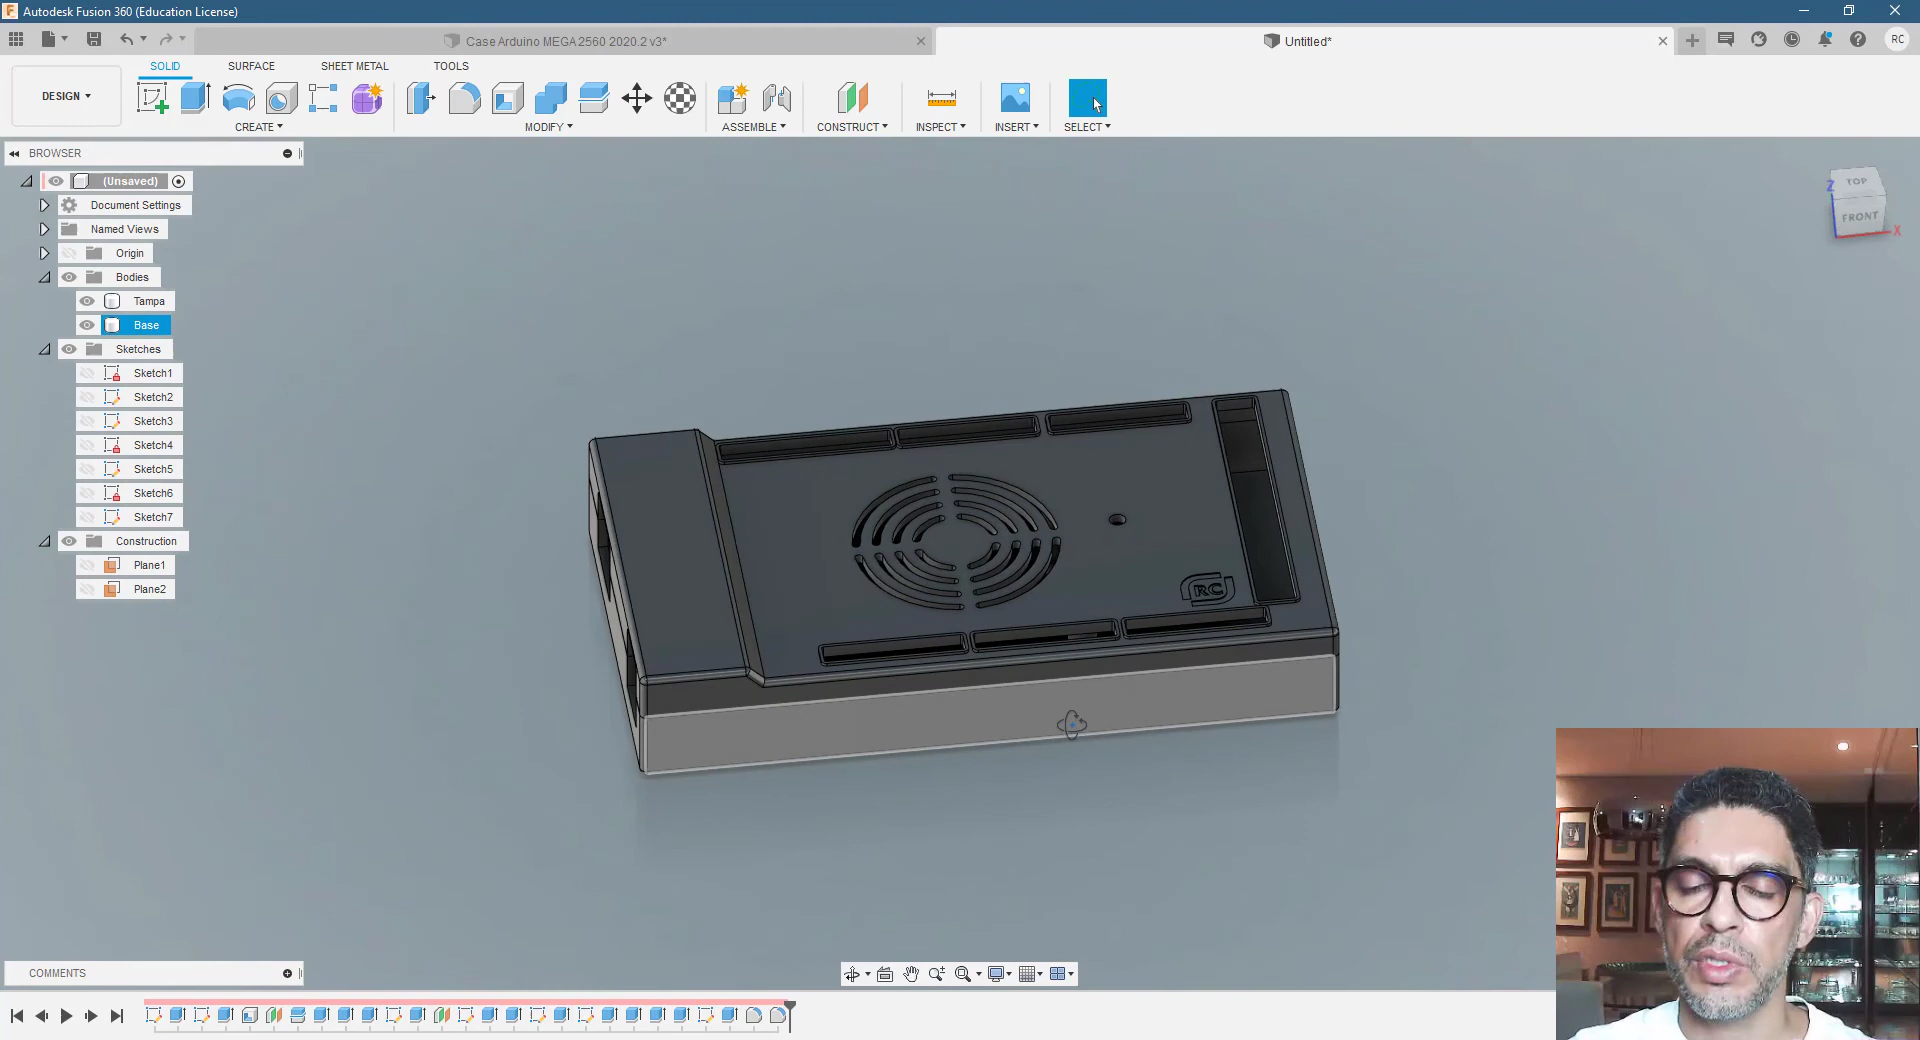 Autodesk Fusion 360 (Education License)
Case Arduino MEGA 2560 2020.2 v3*
Untitled*
RC
DESIGN
SOLID
SURFACE
SHEET METAL
TOOLS
CREATE
MODIFY
ASSEMBLE
CONSTRUCT
INSPECT
INSERT
SELECT
BROWSER
(Unsaved)
Document Settings
Named Views
Origin
Bodies
Tampa
Base
Sketches
Sketch1
Sketch2
Sketch3
Sketch4
Sketch5
Sketch6
Sketch7
Construction
Plane1
Plane2
TOP
FRONT
Z
X
RC
COMMENTS